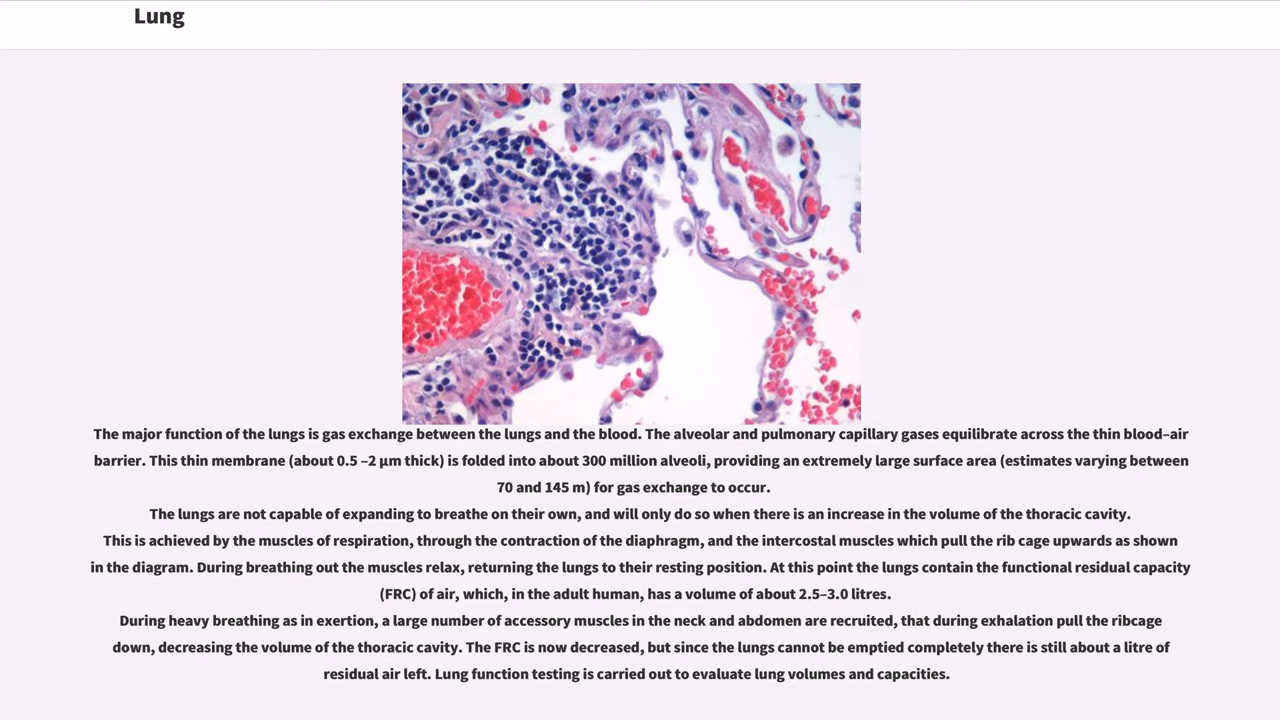 Lung
The major function of the lungs is gas exchange between the lungs and the blood. The alveolar and pulmonary capillary gases equilibrate across the thin blood–air
barrier. This thin membrane (about 0.5 –2 μm thick) is folded into about 300 million alveoli, providing an extremely large surface area (estimates varying between
70 and 145 m) for gas exchange to occur.
The lungs are not capable of expanding to breathe on their own, and will only do so when there is an increase in the volume of the thoracic cavity.
This is achieved by the muscles of respiration, through the contraction of the diaphragm, and the intercostal muscles which pull the rib cage upwards as shown
in the diagram. During breathing out the muscles relax, returning the lungs to their resting position. At this point the lungs contain the functional residual capacity
(FRC) of air, which, in the adult human, has a volume of about 2.5–3.0 litres.
During heavy breathing as in exertion, a large number of accessory muscles in the neck and abdomen are recruited, that during exhalation pull the ribcage
down, decreasing the volume of the thoracic cavity. The FRC is now decreased, but since the lungs cannot be emptied completely there is still about a litre of
residual air left. Lung function testing is carried out to evaluate lung volumes and capacities.